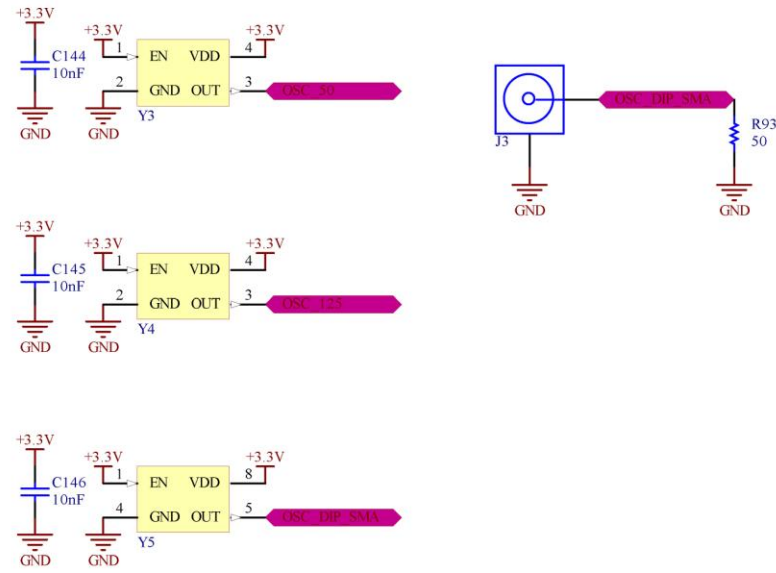 +3.3V
C144
10nF
GND
+3.3V
1 EN VDD 4
+3.3V
2 GND OUT 3
GND
Y3
OSC_50
J3
GND
OSC_DIP_SMA
R93
50
GND
+3.3V
C145
10nF
GND
+3.3V
1 EN VDD 4
+3.3V
2 GND OUT 3
GND
Y4
OSC_125
+3.3V
C146
10nF
GND
+3.3V
1 EN VDD 8
+3.3V
4 GND OUT 5
GND
Y5
OSC_DIP_SMA